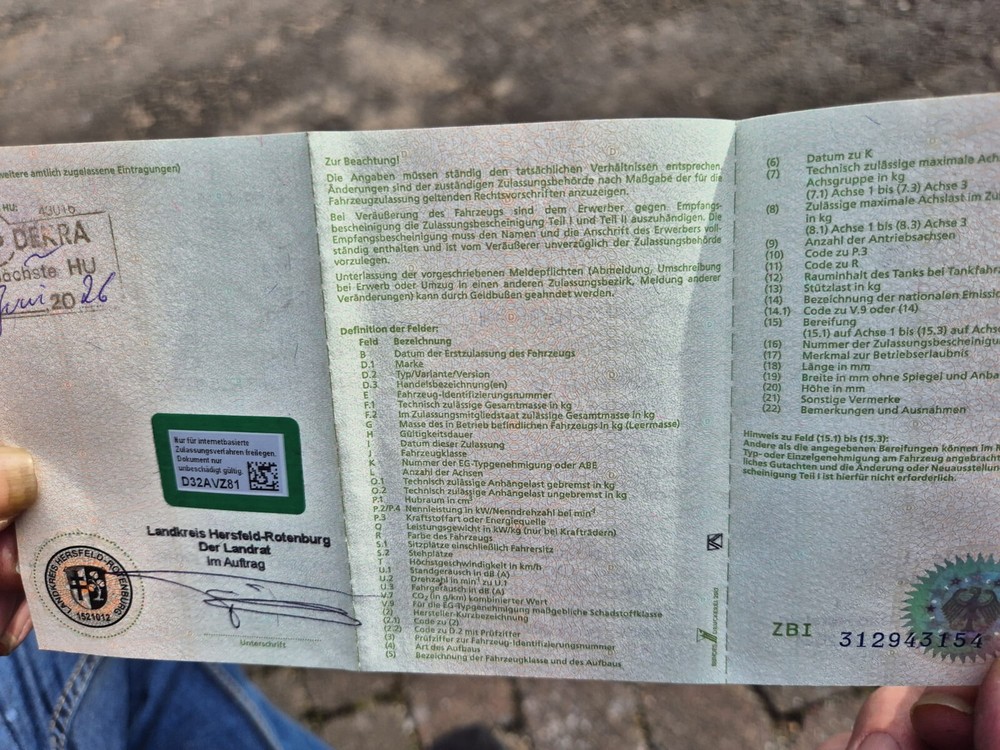 weitere amtlich zugelassene Eintragungen)
HU: 43016
DEKRA
Nächste HU
Juni 2026
Nur für internetbasierte
Zulassungsverfahren freilegen.
Dokument nur
unbeschädigt gültig.
D32AVZ81
Landkreis Hersfeld-Rotenburg
Der Landrat
Im Auftrag
LANDKREIS HERSFELD-ROTENBURG
1521012
Unterschrift
Zur Beachtung!
Die Angaben müssen ständig den tatsächlichen Verhältnissen entsprechen.
Änderungen sind der zuständigen Zulassungsbehörde nach Maßgabe der für die
Fahrzeugzulassung geltenden Rechtsvorschriften anzuzeigen.
Bei Veräußerung des Fahrzeugs sind dem Erwerber gegen Empfangs-
bescheinigung die Zulassungsbescheinigung Teil I und Teil II auszuhändigen. Die
Empfangsbescheinigung muss den Namen und die Anschrift des Erwerbers voll-
ständig enthalten und ist vom Veräußerer unverzüglich der Zulassungsbehörde
vorzulegen.
Unterlassung der vorgeschriebenen Meldepflichten (Abmeldung, Umschreibung
bei Erwerb oder Umzug in einen anderen Zulassungsbezirk, Meldung anderer
Veränderungen) kann durch Geldbußen geahndet werden.
Definition der Felder:
Feld Bezeichnung
B Datum der Erstzulassung des Fahrzeugs
D.1 Marke
D.2 Typ/Variante/Version
D.3 Handelsbezeichnung(en)
E Fahrzeug-Identifizierungsnummer
F.1 Technisch zulässige Gesamtmasse in kg
F.2 Im Zulassungsmitgliedstaat zulässige Gesamtmasse in kg
G Masse des in Betrieb befindlichen Fahrzeugs in kg (Leermasse)
H Gültigkeitsdauer
I Datum dieser Zulassung
J Fahrzeugklasse
K Nummer der EG-Typgenehmigung oder ABE
L Anzahl der Achsen
O.1 Technisch zulässige Anhängelast gebremst in kg
O.2 Technisch zulässige Anhängelast ungebremst in kg
P.1 Hubraum in cm³
P.2/P.4 Nennleistung in kW/Nenndrehzahl bei min⁻¹
P.3 Kraftstoffart oder Energiequelle
Q Leistungsgewicht in kW/kg (nur bei Krafträdern)
R Farbe des Fahrzeugs
S.1 Sitzplätze einschließlich Fahrersitz
S.2 Stehplätze
T Höchstgeschwindigkeit in km/h
U.1 Standgeräusch in dB (A)
U.2 Drehzahl in min⁻¹ zu U.1
U.3 Fahrgeräusch in dB (A)
V.7 CO₂ (in g/km) kombinierter Wert
V.9 Für die EG-Typgenehmigung maßgebliche Schadstoffklasse
(2) Hersteller-Kurzbezeichnung
(2.1) Code zu (2)
(2.2) Code zu D.2 mit Prüfziffer
(3) Prüfziffer zur Fahrzeug-Identifizierungsnummer
(4) Art des Aufbaus
(5) Bezeichnung der Fahrzeugklasse und des Aufbaus
(6) Datum zu K
(7) Technisch zulässige maximale
Achsgruppe in kg
(7.1) Achse 1 bis (7.3) Achse 3
(8) Zulässige maximale Achslast im
in kg
(8.1) Achse 1 bis (8.3) Achse 3
(9) Anzahl der Antriebsachsen
(10) Code zu P.3
(11) Code zu R
(12) Rauminhalt des Tanks bei
(13) Stützlast in kg
(14) Bezeichnung der nationalen
(14.1) Code zu V.9 oder (14)
(15) Bereifung
(15.1) auf Achse 1 bis (15.3) auf
(16) Nummer der
(17) Merkmal zur Betriebserlaubnis
(18) Länge in mm
(19) Breite in mm ohne Spiegel und
(20) Höhe in mm
(21) Sonstige Vermerke
(22) Bemerkungen und Ausnahmen
Hinweis zu Feld (15.1) bis (15.3):
Andere als die angegebenen Bereifungen können im
Typ- oder Einzelgenehmigung am Fahrzeug
liches Gutachten und die Änderung oder
scheinigung Teil I ist hierfür nicht erforderlich.
ZBI 312943154